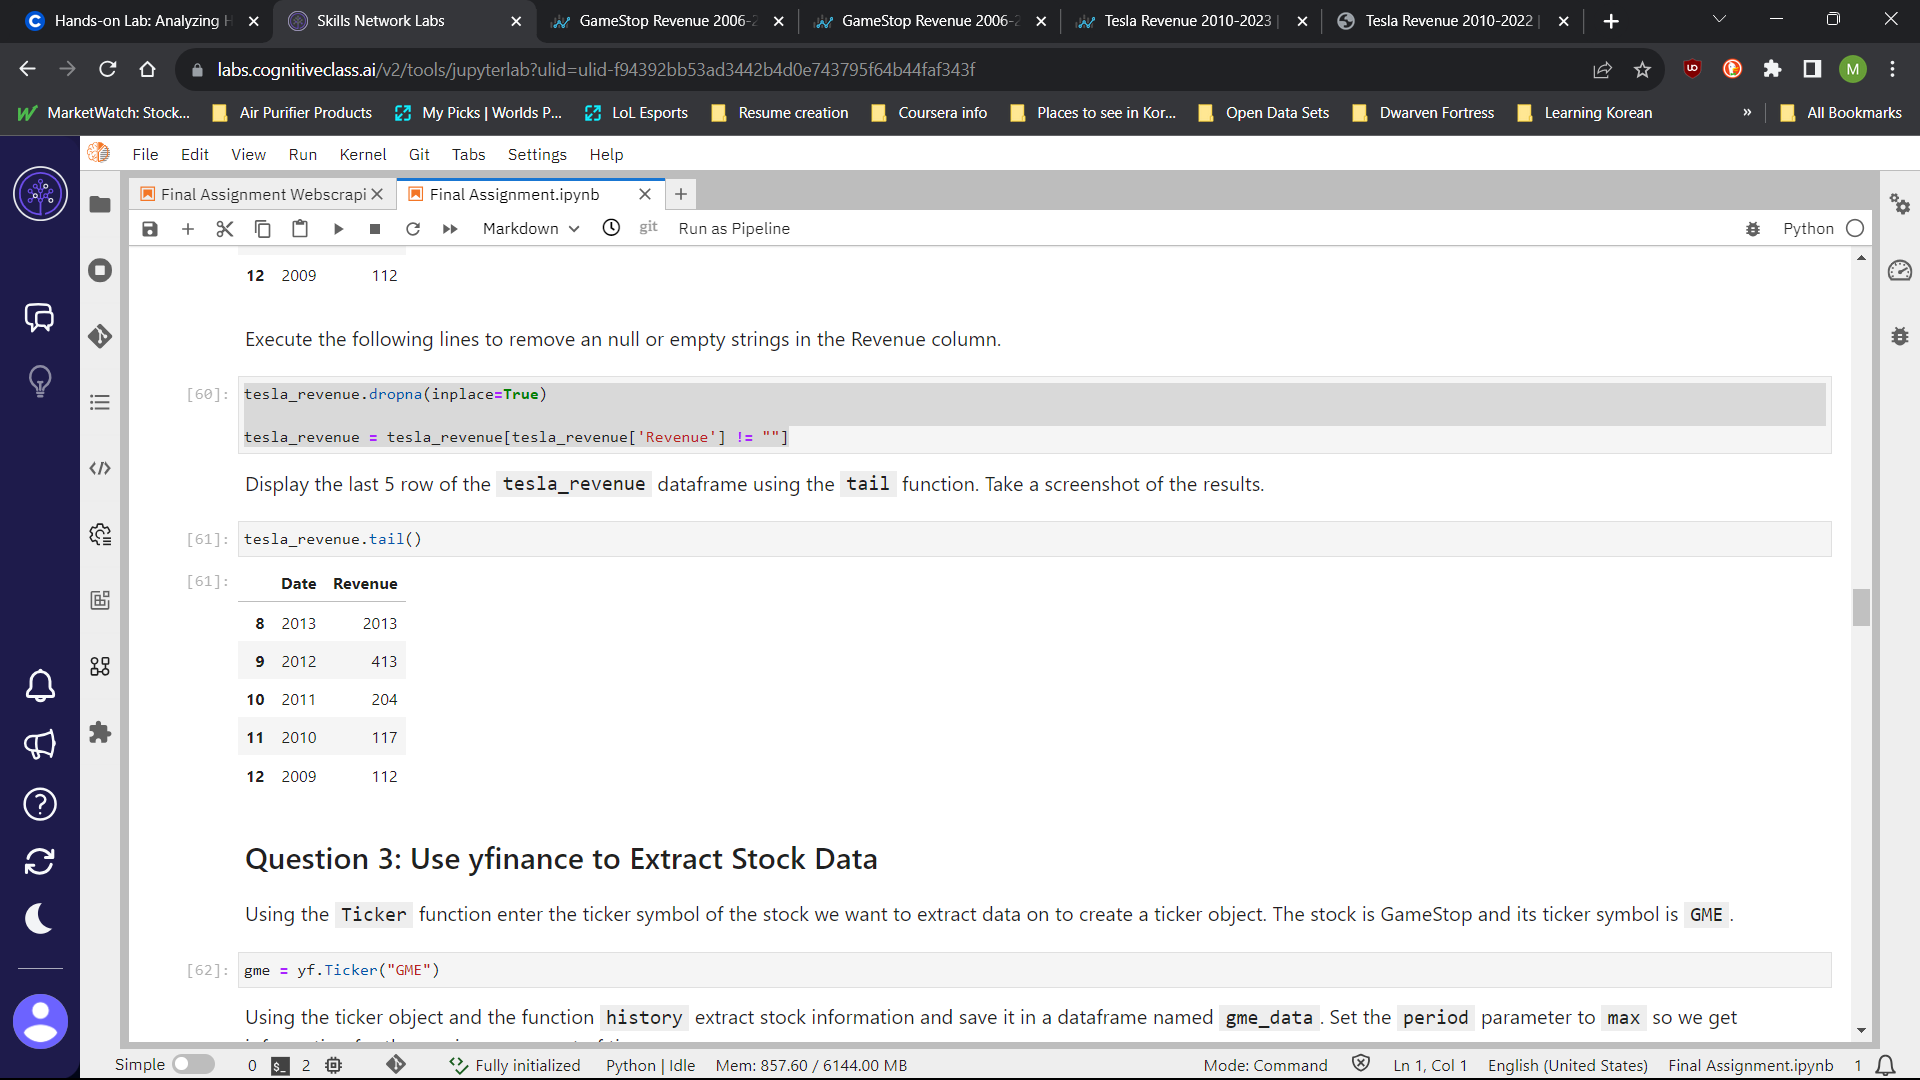 Hands-on Lab: Analyzing H
Skills Network Labs
GameStop Revenue 2006-2
GameStop Revenue 2006-2
Tesla Revenue 2010-2023 |
Tesla Revenue 2010-2022 |
labs.cognitiveclass.ai/v2/tools/jupyterlab?ulid=ulid-f94392bb53ad3442b4d0e743795f64b44faf343f
M
MarketWatch: Stock...
Air Purifier Products
My Picks | Worlds P...
LoL Esports
Resume creation
Coursera info
Places to see in Kor...
Open Data Sets
Dwarven Fortress
Learning Korean
»
All Bookmarks
File Edit View Run Kernel Git Tabs Settings Help
Final Assignment Webscrapi
Final Assignment.ipynb
Markdown
git
Run as Pipeline
Python
12 2009 112
Execute the following lines to remove an null or empty strings in the Revenue column.
[60]: tesla_revenue.dropna(inplace=True)
tesla_revenue = tesla_revenue[tesla_revenue['Revenue'] != ""]
Display the last 5 row of the tesla_revenue dataframe using the tail function. Take a screenshot of the results.
[61]: tesla_revenue.tail()
[61]: Date Revenue
8 2013 2013
9 2012 413
10 2011 204
11 2010 117
12 2009 112
Question 3: Use yfinance to Extract Stock Data
Using the Ticker function enter the ticker symbol of the stock we want to extract data on to create a ticker object. The stock is GameStop and its ticker symbol is GME .
[62]: gme = yf.Ticker("GME")
Using the ticker object and the function history extract stock information and save it in a dataframe named gme_data . Set the period parameter to max so we get
Simple 0 2 Fully initialized Python | Idle Mem: 857.60 / 6144.00 MB Mode: Command Ln 1, Col 1 English (United States) Final Assignment.ipynb 1